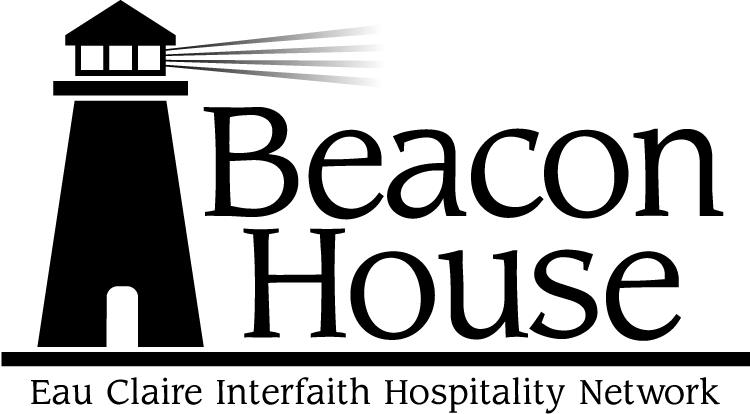 Beacon
House
Eau Claire Interfaith Hospitality Network